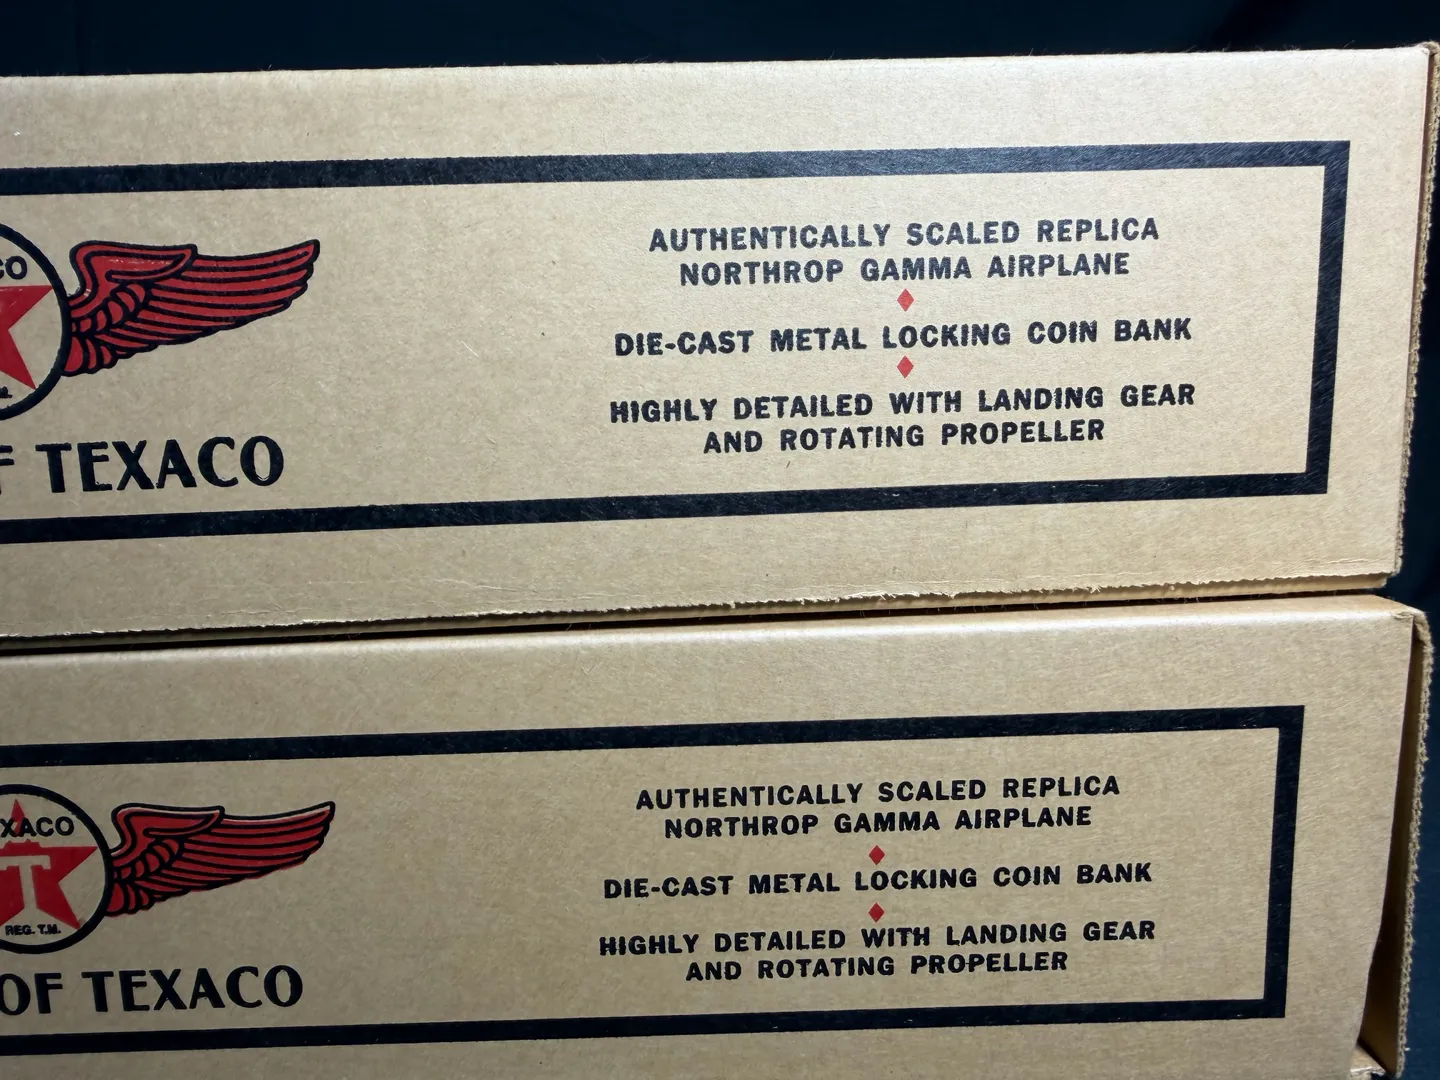 CO
M.
F TEXACO
AUTHENTICALLY SCALED REPLICA
NORTHROP GAMMA AIRPLANE
DIE-CAST METAL LOCKING COIN BANK
HIGHLY DETAILED WITH LANDING GEAR
AND ROTATING PROPELLER
XACO
T
REG. T.M.
OF TEXACO
AUTHENTICALLY SCALED REPLICA
NORTHROP GAMMA AIRPLANE
DIE-CAST METAL LOCKING COIN BANK
HIGHLY DETAILED WITH LANDING GEAR
AND ROTATING PROPELLER